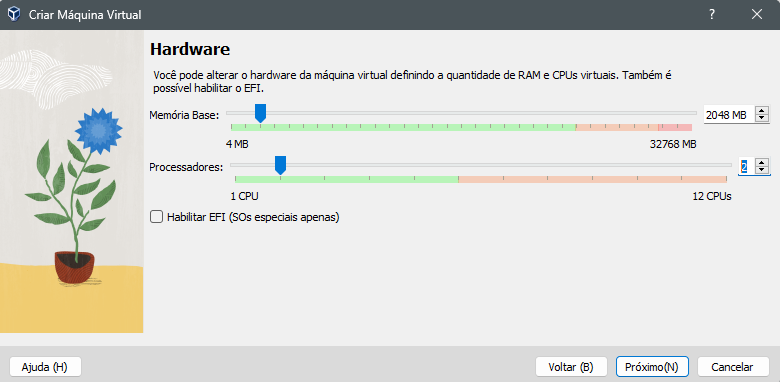 Criar Máquina Virtual
Hardware
Você pode alterar o hardware da máquina virtual definindo a quantidade de RAM e CPUs virtuais. Também é
possível habilitar o EFI.
Memória Base: 2048 MB
4 MB 32768 MB
Processadores: 2
1 CPU 12 CPUs
Habilitar EFI (SOs especiais apenas)
Ajuda (H) Voltar (B) Próximo(N) Cancelar